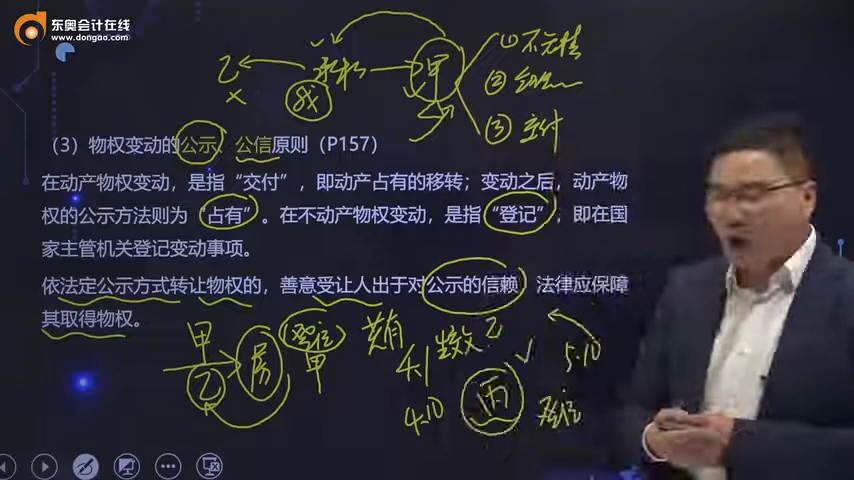 东奥会计在线
www.dongao.com
乙 甲 ①不知情
②
③交付
(3)物权变动的公示、公信原则(P157)
在动产物权变动,是指“交付”,即动产占有的移转;变动之后,动产物
权的公示方法则为“占有”。在不动产物权变动,是指“登记”,即在国
家主管机关登记变动事项。
依法定公示方式转让物权的,善意受让人出于对公示的信赖,法律应保障
其取得物权。
甲 房 登记 共有 生效
乙 甲 4.1 5.10
4.10 丙 登记